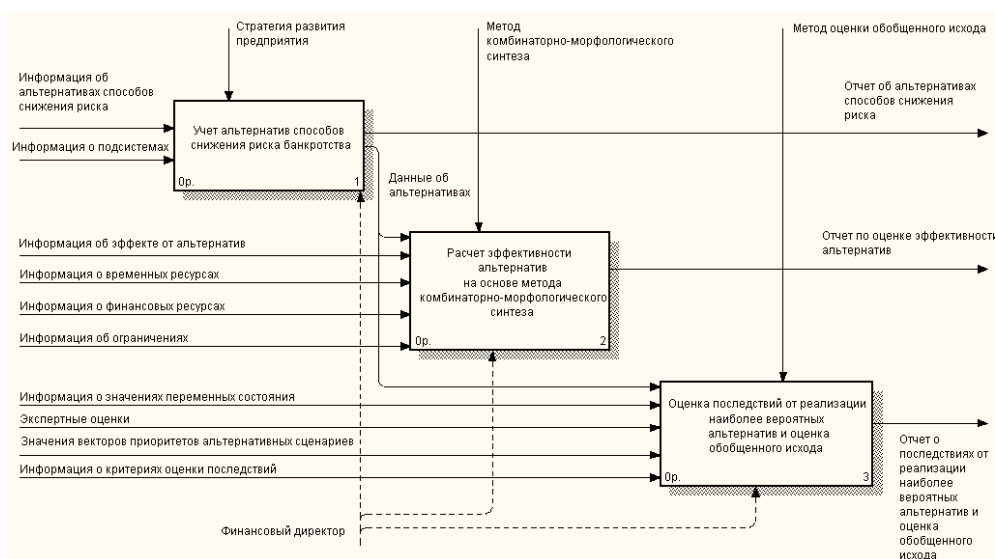 Стратегия развития
предприятия
Метод
комбинаторно-морфологического
синтеза
Метод оценки обобщенного исхода
Информация об
альтернативах способов
снижения риска
Информация о подсистемах
Учет альтернатив способов
снижения риска банкротства
0р.
1
Отчет об альтернативах
способов снижения
риска
Данные об
альтернативах
Информация об эффекте от альтернатив
Информация о временных ресурсах
Информация о финансовых ресурсах
Информация об ограничениях
Расчет эффективности
альтернатив
на основе метода
комбинаторно-морфологического
синтеза
0р.
2
Отчет по оценке эффективности
альтернатив
Информация о значениях переменных состояния
Экспертные оценки
Значения векторов приоритетов альтернативных сценариев
Информация о критериях оценки последствий
Оценка последствий от реализации
наиболее вероятных
альтернатив и оценка
обобщенного исхода
0р.
3
Отчет о
последствиях от
реализации
наиболее
вероятных
альтернатив и
оценка
обобщенного
исхода
Финансовый директор